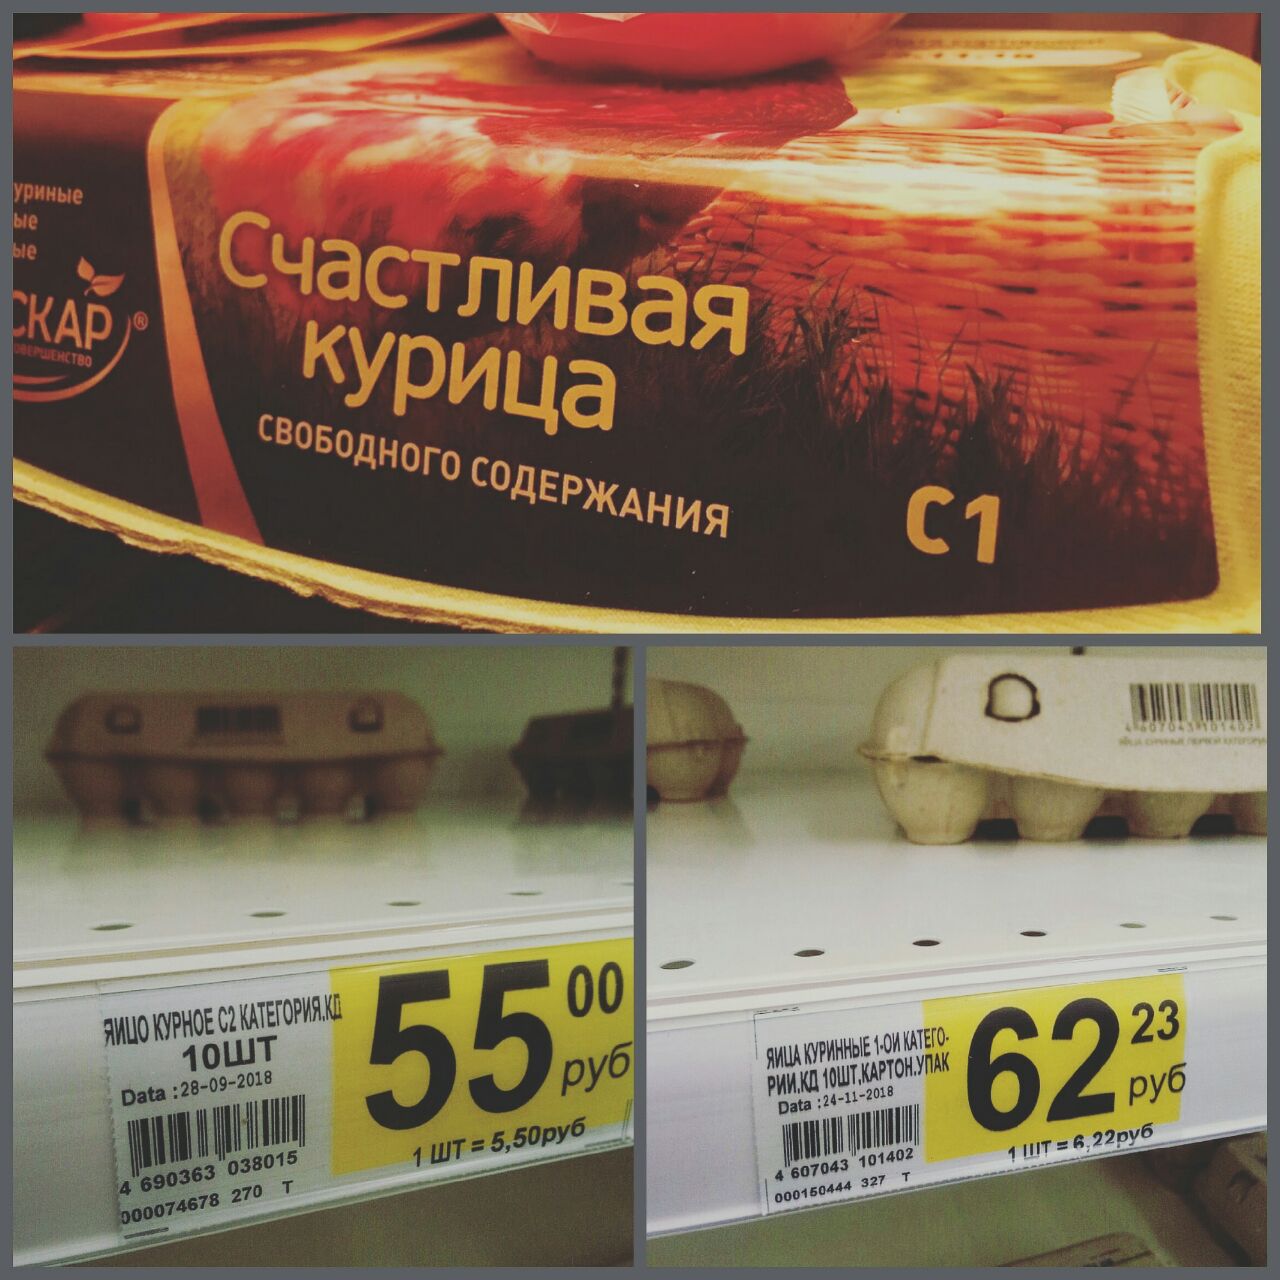 уриные
ые
ые
СКАР®
ОВЕРШЕНСТВО
Счастливая
курица
СВОБОДНОГО СОДЕРЖАНИЯ
С1
ЯИЦО КУРНОЕ С2 КАТЕГОРИЯ.КД
10ШТ
Data :28-09-2018
4 690363 038015
000074678 270 Т
55 00
руб
1 ШТ = 5,50руб
4 607043 101402
ЯЙЦА КУРИННЫЕ 1-ОЙ КАТЕГО-
РИИ.КД 10ШТ,КАРТОН.УПАК
Data :24-11-2018
4 607043 101402
000150444 327 Т
62 23
руб
1 ШТ = 6,22руб